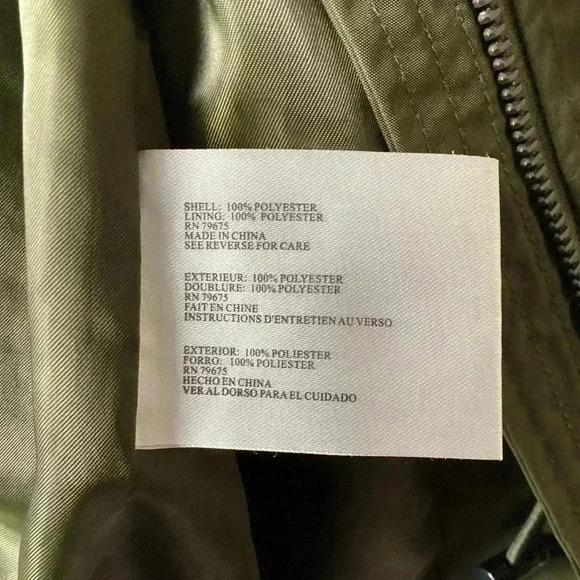 SHELL: 100% POLYESTER
LINING: 100% POLYESTER
RN 79675
MADE IN CHINA
SEE REVERSE FOR CARE
EXTERIEUR: 100% POLYESTER
DOUBLURE: 100% POLYESTER
RN 79675
FAIT EN CHINE
INSTRUCTIONS D'ENTRETIEN AU VERSO
EXTERIOR: 100% POLIESTER
FORRO: 100% POLIESTER
RN 79675
HECHO EN CHINA
VER AL DORSO PARA EL CUIDADO